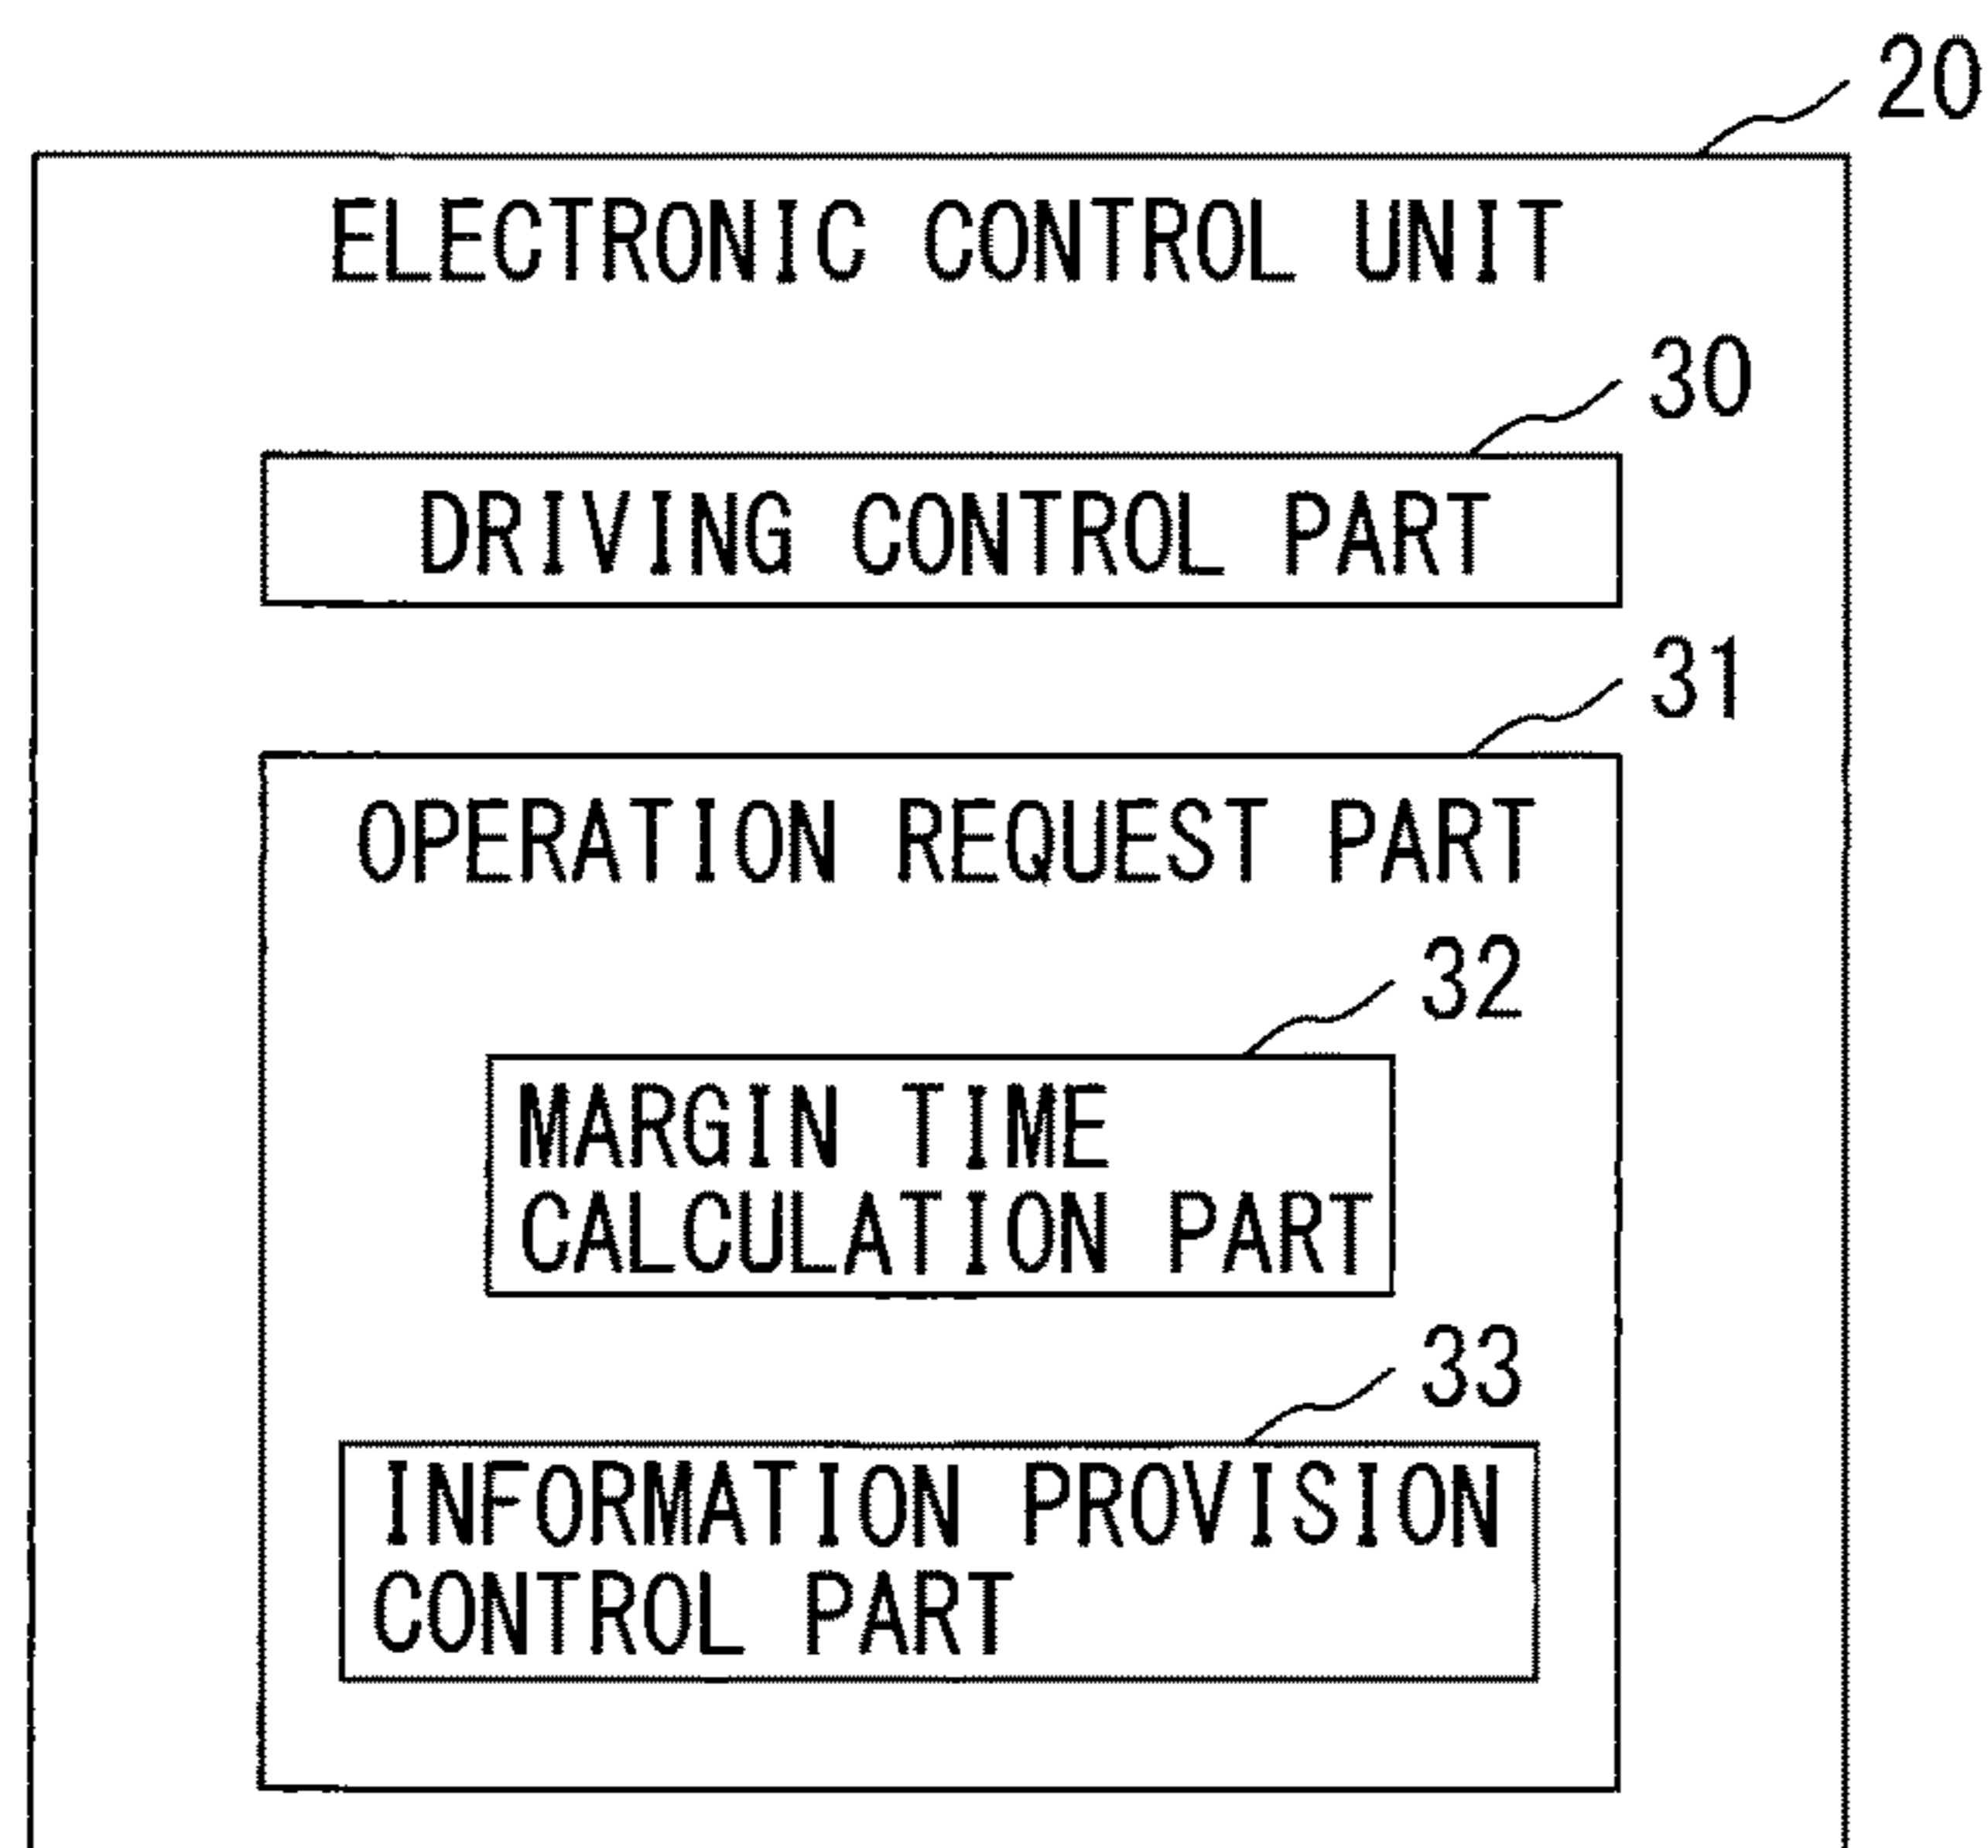 20
ELECTRONIC CONTROL UNIT
30
DRIVING CONTROL PART
31
OPERATION REQUEST PART
32
MARGIN TIME
CALCULATION PART
33
INFORMATION PROVISION
CONTROL PART